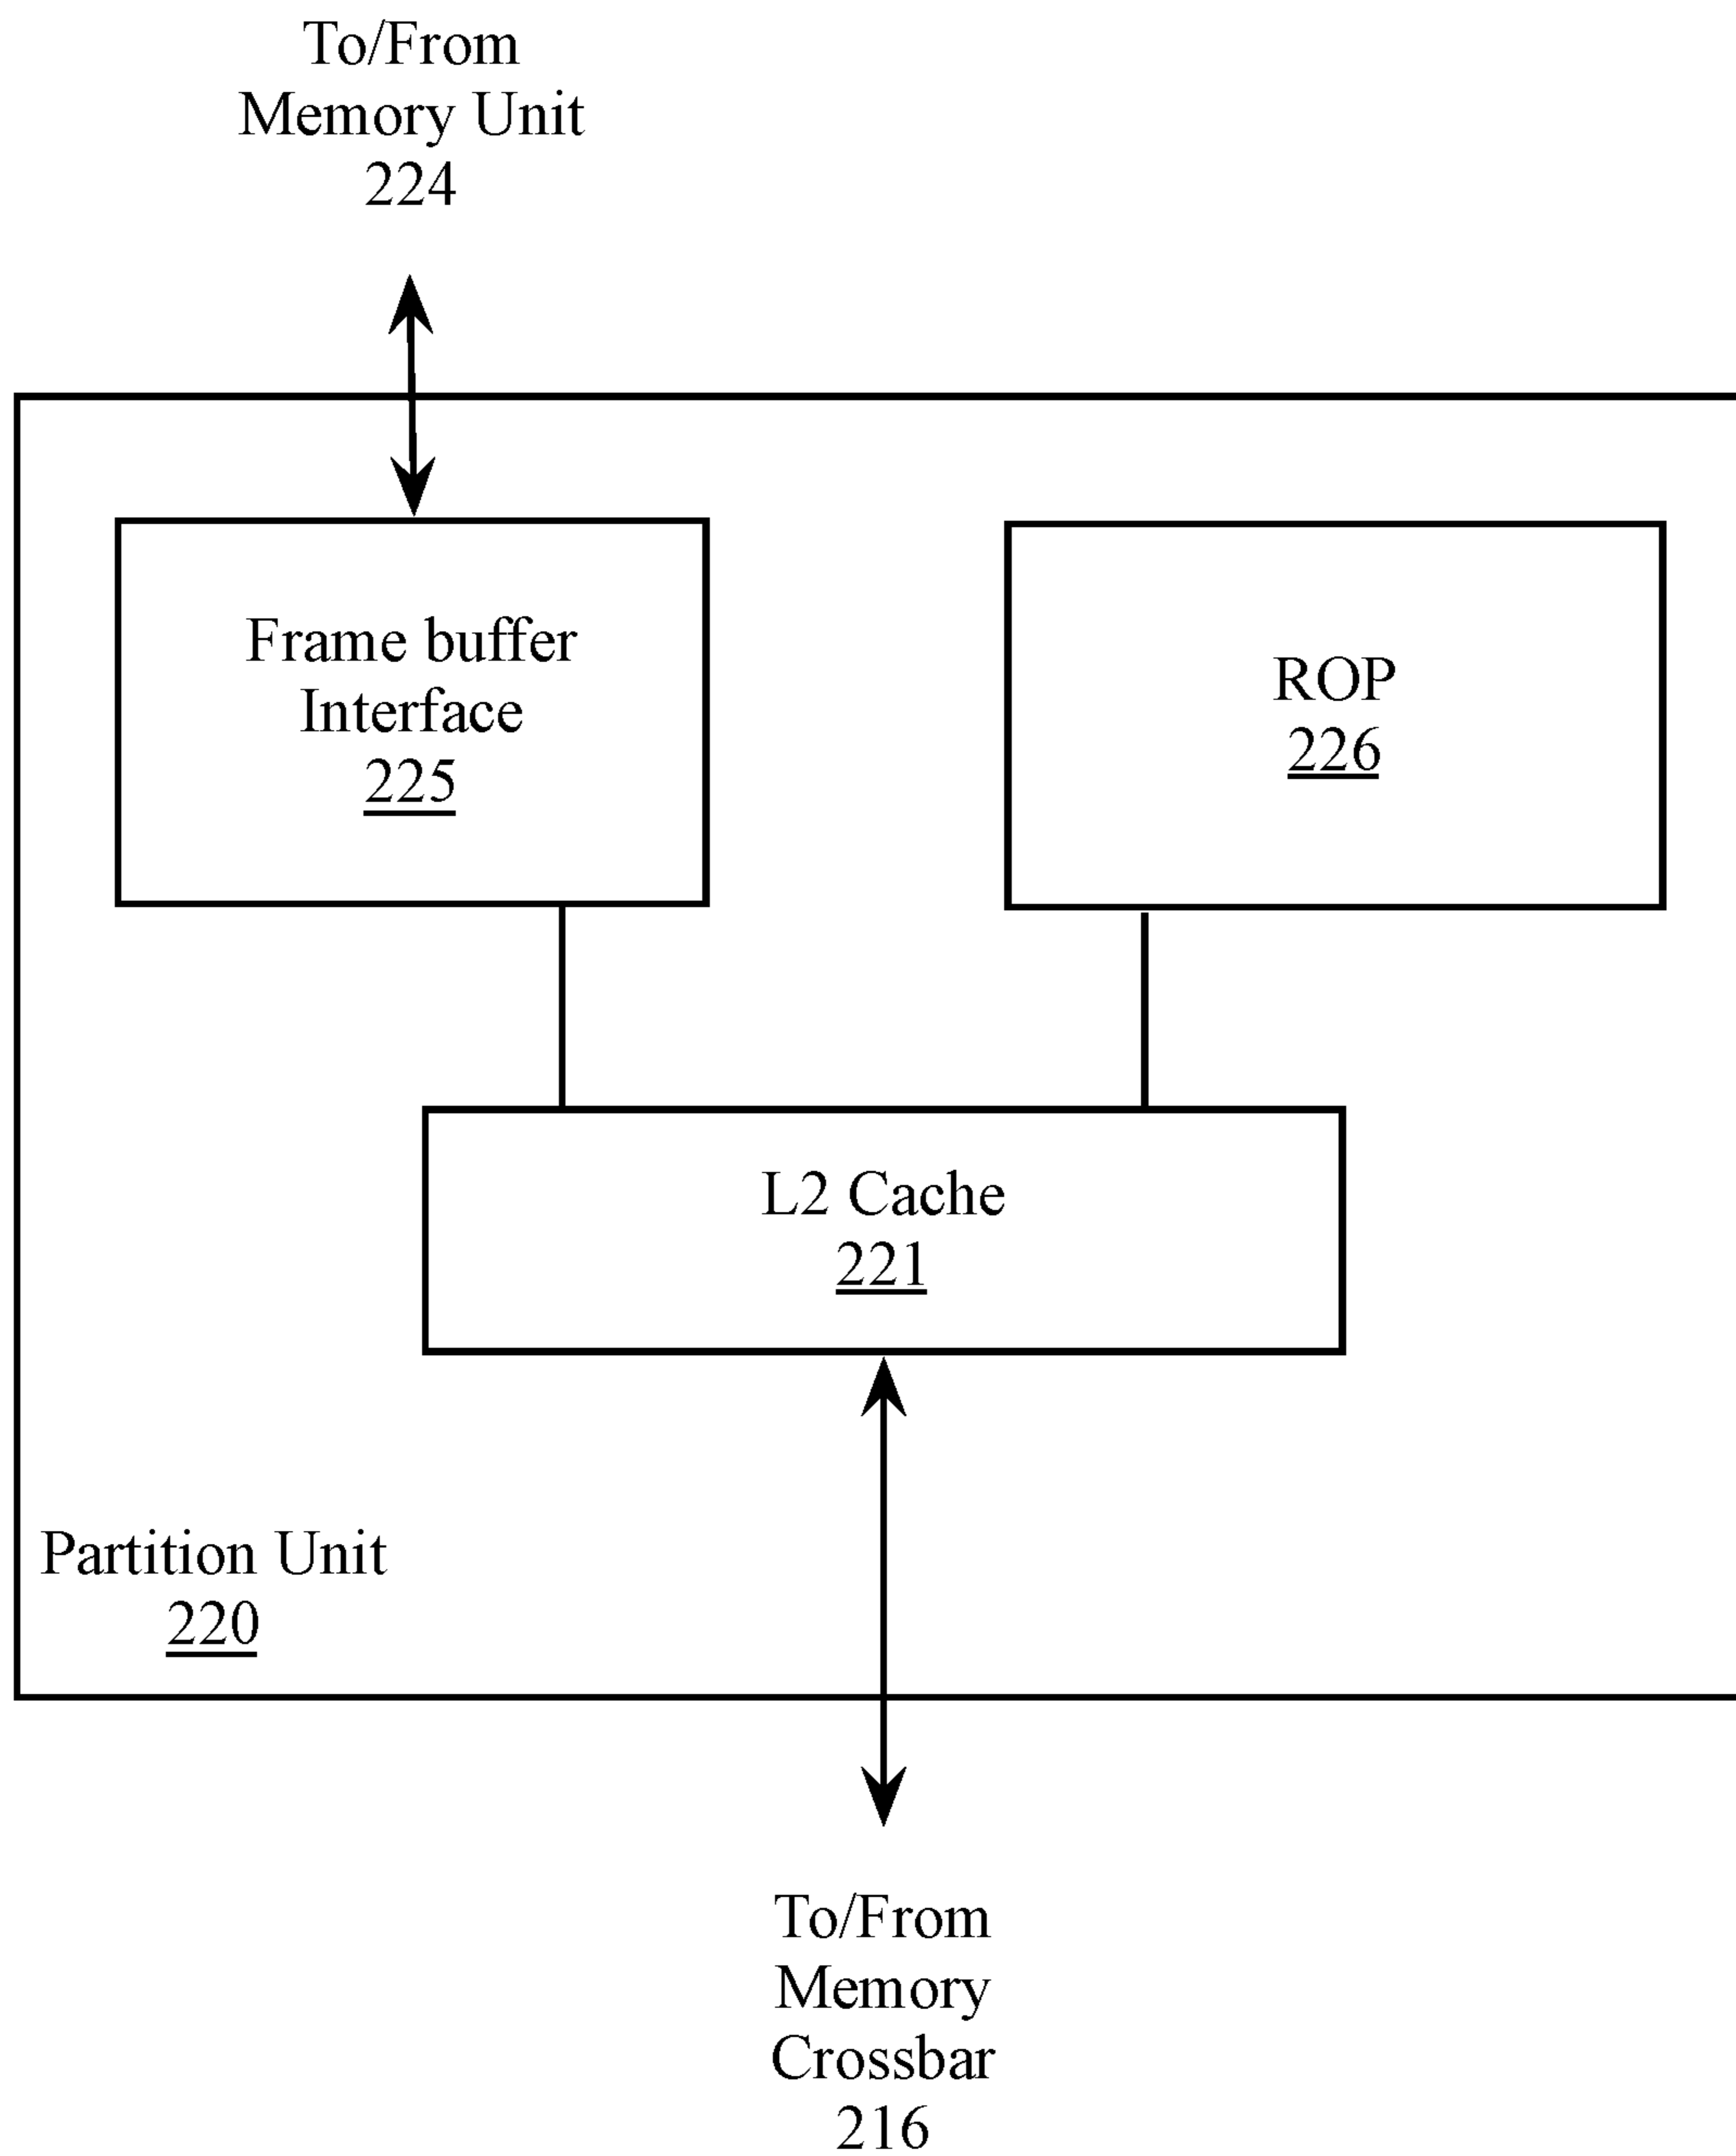 To/From
Memory Unit
224
Frame buffer
Interface
225
ROP
226
L2 Cache
221
Partition Unit
220
To/From
Memory
Crossbar
216